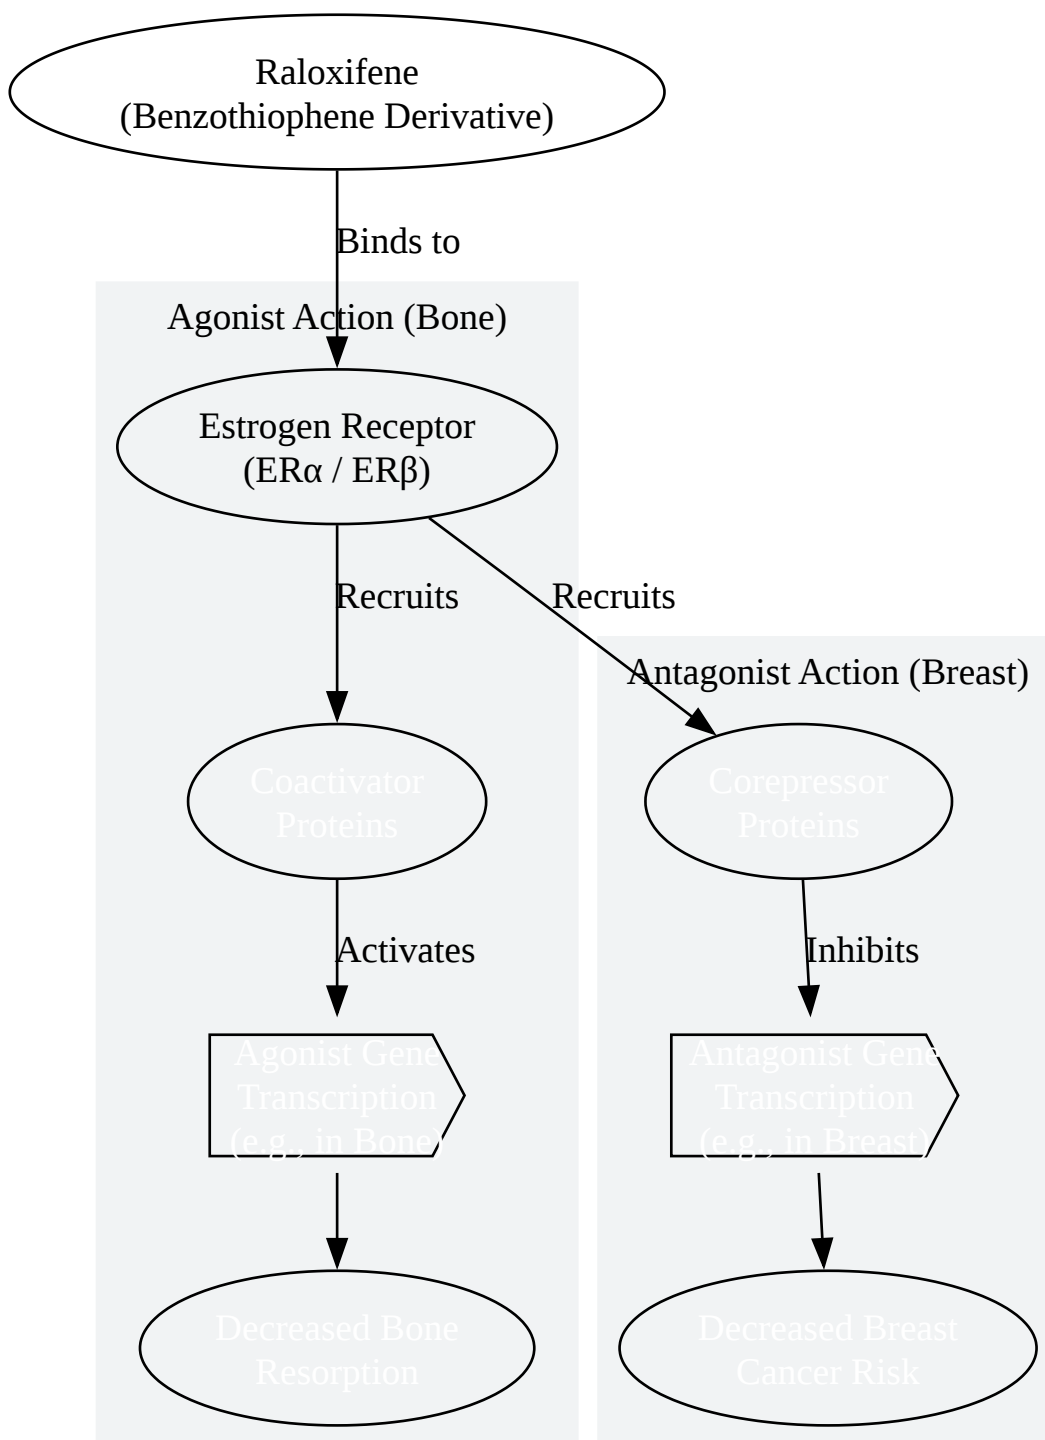 Raloxifene
(Benzothiophene Derivative)
Binds to
Agonist Action (Bone)
Estrogen Receptor
(ERα / ERβ)
Recruits
Recruits
Antagonist Action (Breast)
Coactivator
Proteins
Corepressor
Proteins
Activates
Inhibits
Agonist Gene
Transcription
(e.g., in Bone)
Antagonist Gene
Transcription
(e.g., in Breast)
Decreased Bone
Resorption
Decreased Breast
Cancer Risk